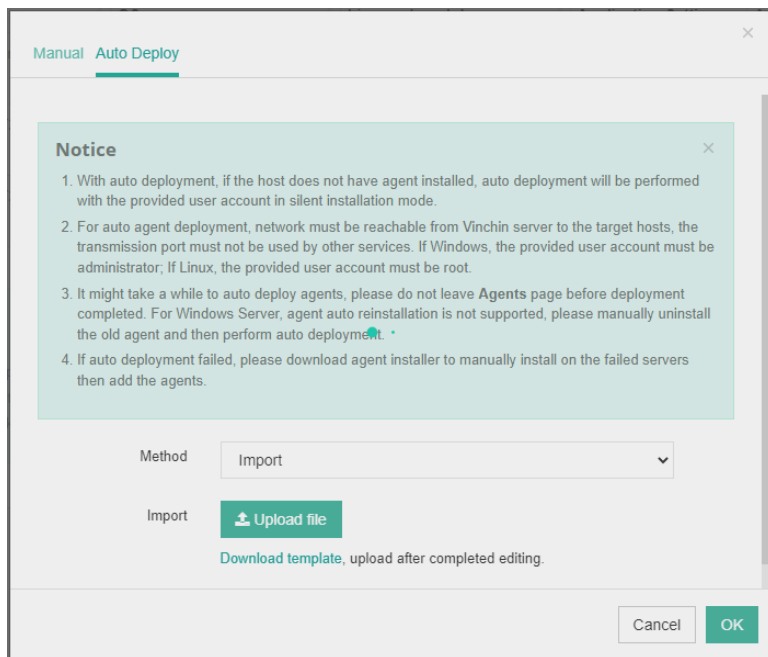 ×
Manual Auto Deploy
Notice ×
1. With auto deployment, if the host does not have agent installed, auto deployment will be performed
with the provided user account in silent installation mode.
2. For auto agent deployment, network must be reachable from Vinchin server to the target hosts, the
transmission port must not be used by other services. If Windows, the provided user account must be
administrator; If Linux, the provided user account must be root.
3. It might take a while to auto deploy agents, please do not leave Agents page before deployment
completed. For Windows Server, agent auto reinstallation is not supported, please manually uninstall
the old agent and then perform auto deployment.
4. If auto deployment failed, please download agent installer to manually install on the failed servers
then add the agents.
Method Import
Import Upload file
Download template, upload after completed editing.
Cancel OK